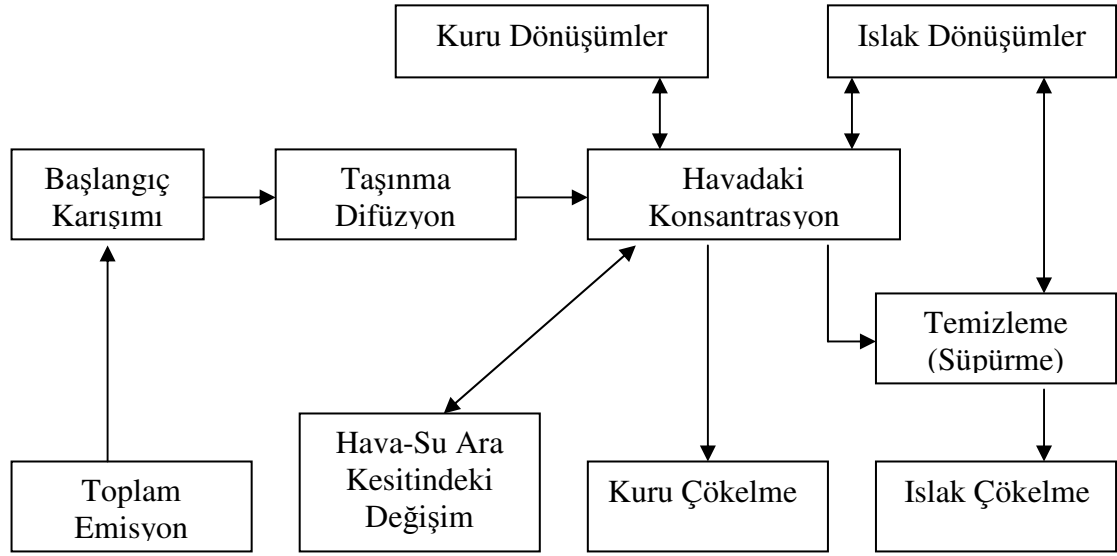 Kuru Dönüşümler
Islak Dönüşümler
Başlangıç
Karışımı
Taşınma
Difüzyon
Havadaki
Konsantrasyon
Temizleme
(Süpürme)
Toplam
Emisyon
Hava-Su Ara
Kesitindeki
Değişim
Kuru Çökelme
Islak Çökelme